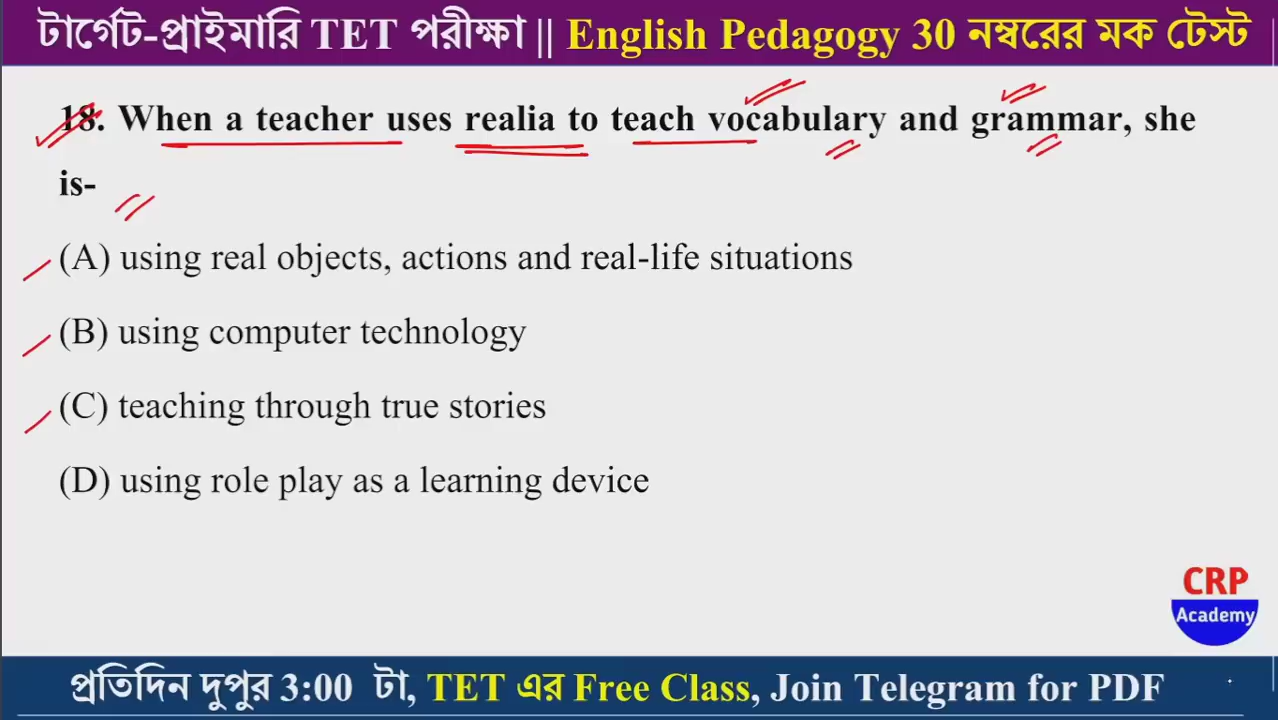 টার্গেট-প্রাইমারি TET পরীক্ষা || English Pedagogy 30 নম্বরের মক টেস্ট
18. When a teacher uses realia to teach vocabulary and grammar, she
is-
(A) using real objects, actions and real-life situations
(B) using computer technology
(C) teaching through true stories
(D) using role play as a learning device
CRP
Academy
প্রতিদিন দুপুর 3:00 টা, TET এর Free Class, Join Telegram for PDF